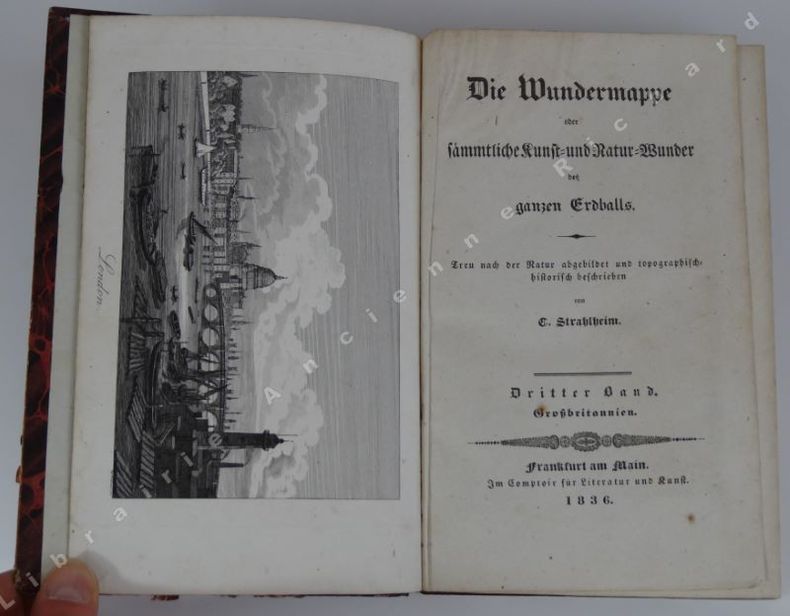 London.
Die Wundermappe
oder
sämmtliche Kunst- und Natur-Wunder
des
ganzen Erdballs.
Treu nach der Natur abgebildet und topographisch-
historisch beschrieben
von
C. Strahlheim.
Dritter Band.
Großbritannien.
Frankfurt am Main.
Im Comptoir für Literatur und Kunst.
1836.
Librairie Ancienne Ricard